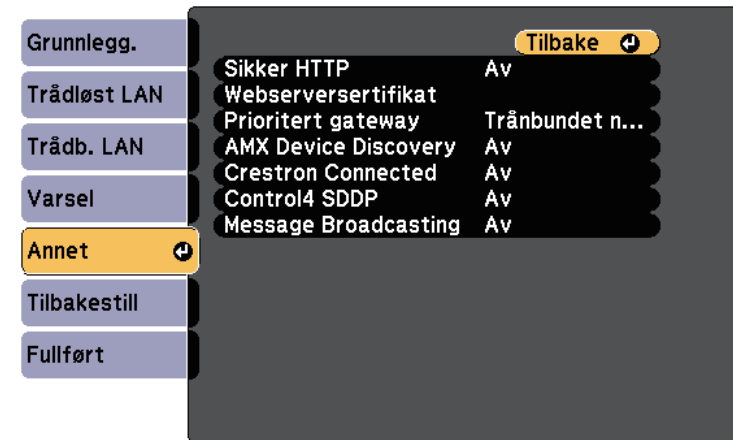 Grunnlegg.
Trådløst LAN
Trådb. LAN
Varsel
Annet
Tilbakestill
Fullført
Tilbake
Sikker HTTP Av
Webserversertifikat
Prioritert gateway Trånbundet n...
AMX Device Discovery Av
Crestron Connected Av
Control4 SDDP Av
Message Broadcasting Av